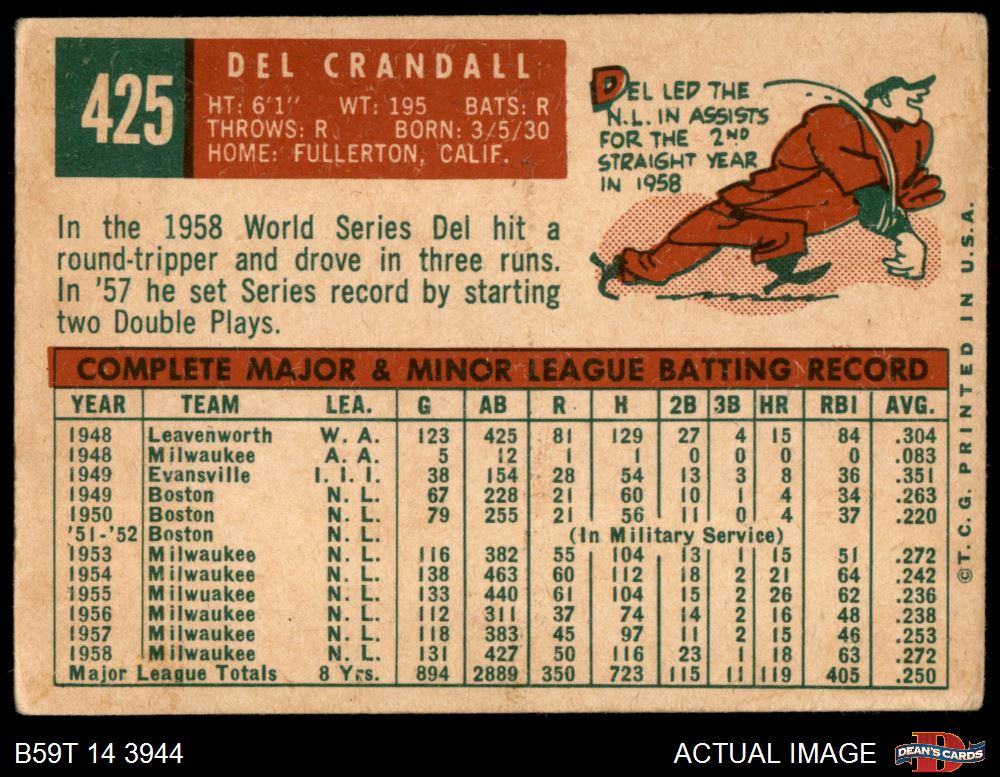 425
DEL CRANDALL
HT: 6'1" WT: 195 BATS: R
THROWS: R BORN: 3/5/30
HOME: FULLERTON, CALIF.
DEL LED THE
N.L. IN ASSISTS
FOR THE 2ND
STRAIGHT YEAR
IN 1958
In the 1958 World Series Del hit a
round-tripper and drove in three runs.
In '57 he set Series record by starting
two Double Plays.
COMPLETE MAJOR & MINOR LEAGUE BATTING RECORD
YEAR TEAM LEA. G AB R H 2B 3B HR RBI AVG.
1948 Leavenworth W. A. 123 425 81 129 27 4 15 84 .304
1948 Milwaukee A. A. 5 12 1 1 0 0 0 0 .083
1949 Evansville I. I. I. 38 154 28 54 13 3 8 36 .351
1949 Boston N. L. 67 228 21 60 10 1 4 34 .263
1950 Boston N. L. 79 255 21 56 11 0 4 37 .220
'51-'52 Boston N. L. (In Military Service)
1953 Milwaukee N. L. 116 382 55 104 13 1 15 51 .272
1954 Milwaukee N. L. 138 463 60 112 18 2 21 64 .242
1955 Milwuakee N. L. 133 440 61 104 15 2 26 62 .236
1956 Milwaukee N. L. 112 311 37 74 14 2 16 48 .238
1957 Milwaukee N. L. 118 383 45 97 11 2 15 46 .253
1958 Milwaukee N. L. 131 427 50 116 23 1 18 63 .272
Major League Totals 8 Yrs. 894 2889 350 723 115 11 119 405 .250
©T.C.G. PRINTED IN U.S.A.
B59T 14 3944
ACTUAL IMAGE
D
DEAN'S CARDS